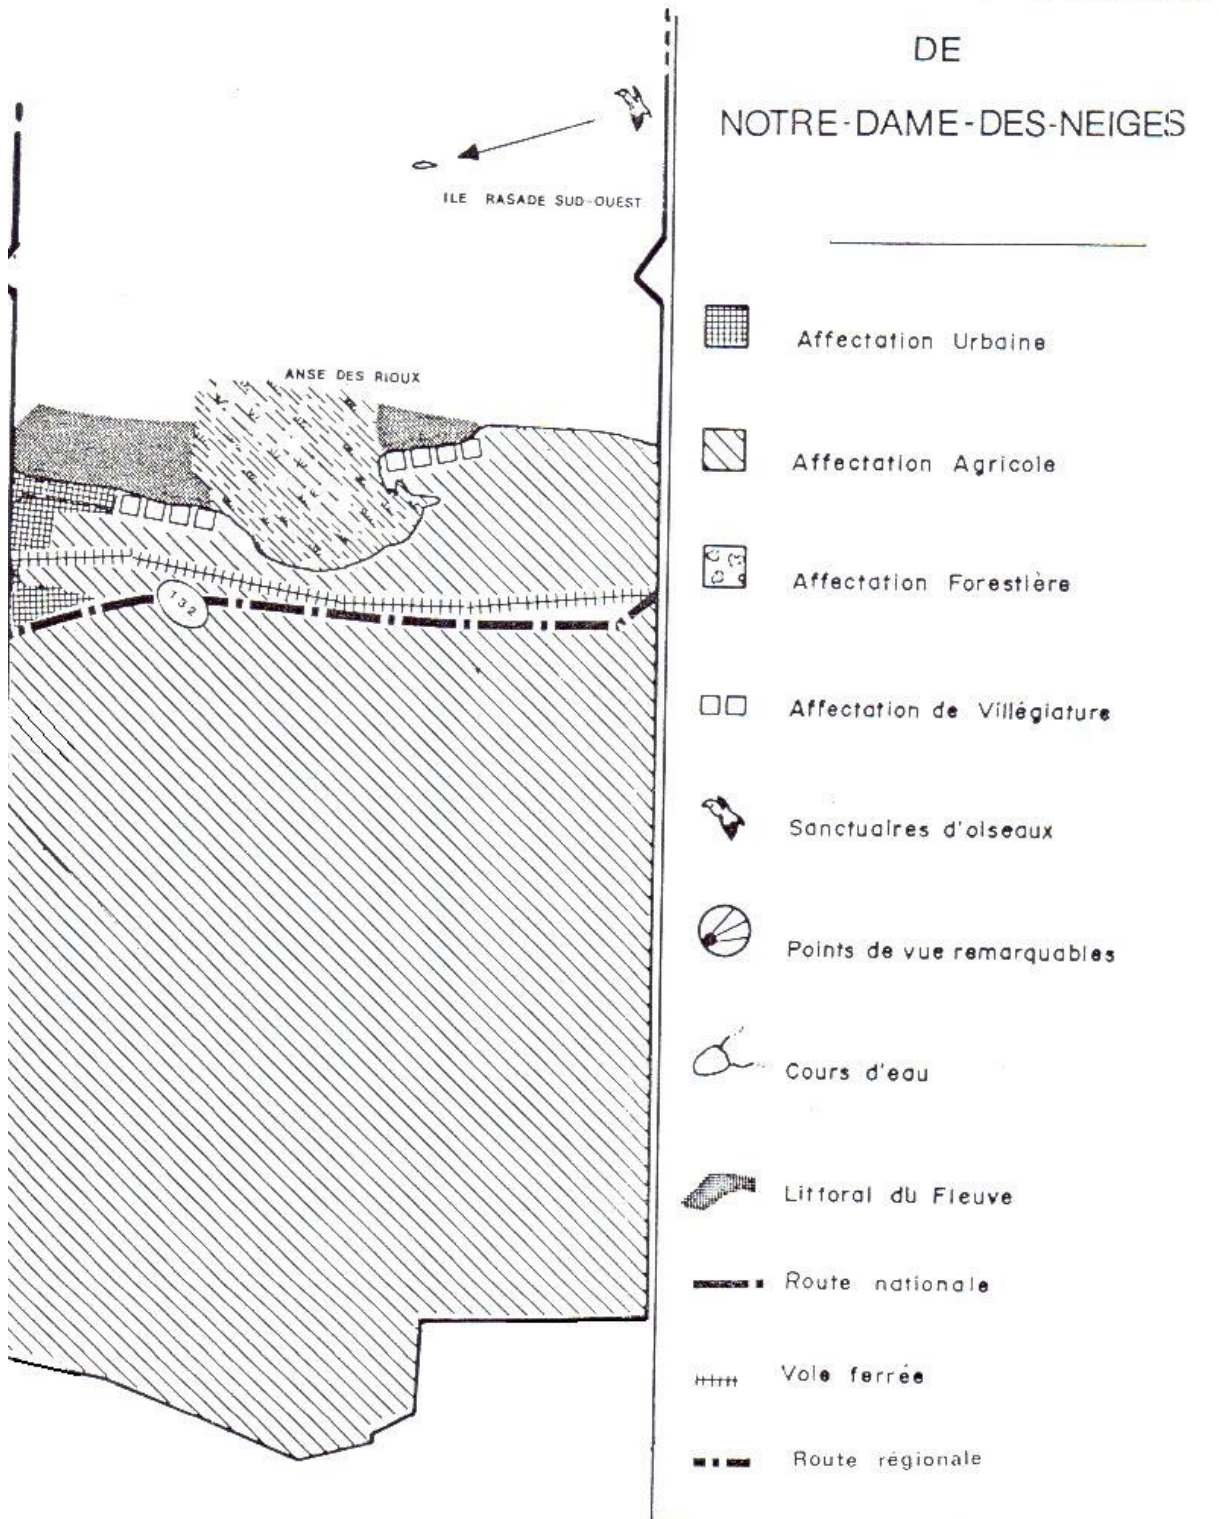 DE
NOTRE-DAME-DES-NEIGES
ILE RASADE SUD-OUEST
ANSE DES RIOUX
132
Affectation Urbaine
Affectation Agricole
Affectation Forestière
Affectation de Villégiature
Sanctuaires d'oiseaux
Points de vue remarquables
Cours d'eau
Littoral du Fleuve
Route nationale
Voie ferrée
Route régionale